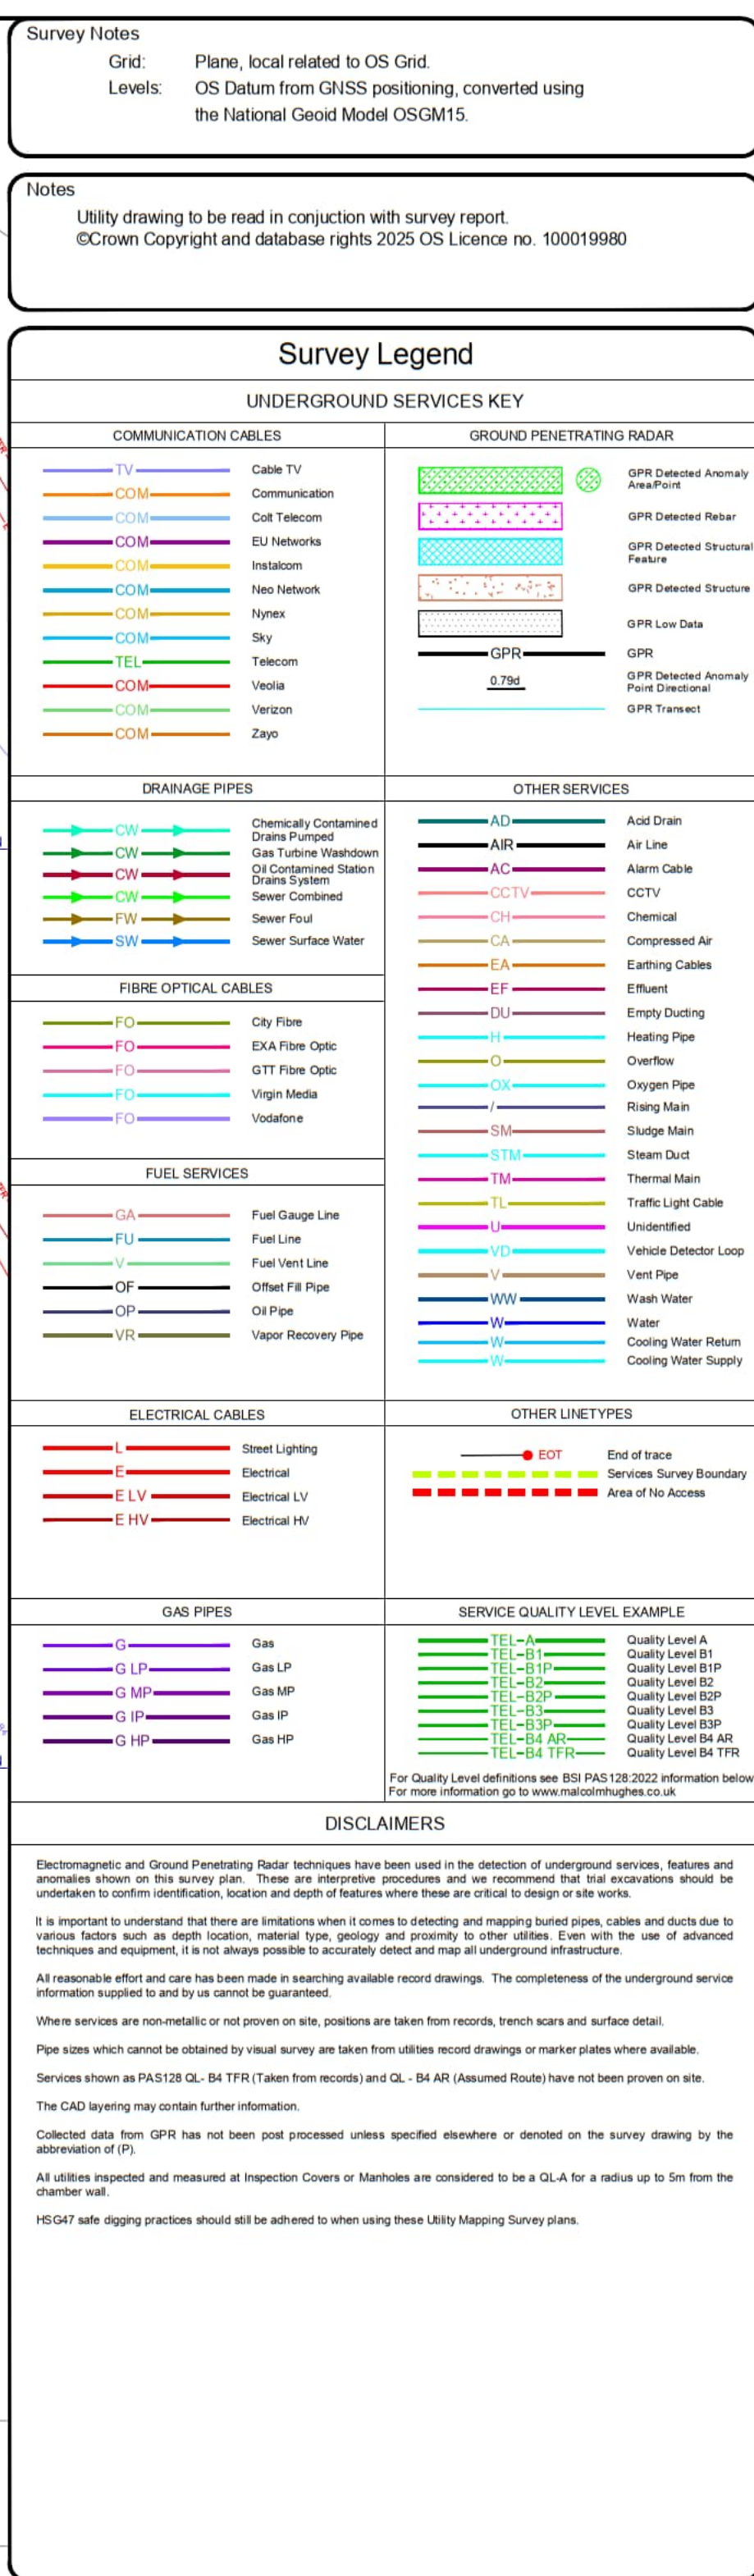 Survey Notes
Grid: Plane, local related to OS Grid.
Levels: OS Datum from GNSS positioning, converted using
the National Geoid Model OSGM15.
Notes
Utility drawing to be read in conjuction with survey report.
©Crown Copyright and database rights 2025 OS Licence no. 100019980
Survey Legend
UNDERGROUND SERVICES KEY
COMMUNICATION CABLES
TV Cable TV
COM Communication
COM Colt Telecom
COM EU Networks
COM Instalcom
COM Neo Network
COM Nynex
COM Sky
TEL Telecom
COM Veolia
COM Verizon
COM Zayo
GROUND PENETRATING RADAR
GPR Detected Anomaly
Area/Point
GPR Detected Rebar
GPR Detected Structural
Feature
GPR Detected Structure
GPR Low Data
GPR GPR
0.79d GPR Detected Anomaly
Point Directional
GPR Transect
DRAINAGE PIPES
CW Chemically Contamined
Drains Pumped
CW Gas Turbine Washdown
CW Oil Contamined Station
Drains System
CW Sewer Combined
FW Sewer Foul
SW Sewer Surface Water
FIBRE OPTICAL CABLES
FO City Fibre
FO EXA Fibre Optic
FO GTT Fibre Optic
FO Virgin Media
FO Vodafone
FUEL SERVICES
GA Fuel Gauge Line
FU Fuel Line
V Fuel Vent Line
OF Offset Fill Pipe
OP Oil Pipe
VR Vapor Recovery Pipe
OTHER SERVICES
AD Acid Drain
AIR Air Line
AC Alarm Cable
CCTV CCTV
CH Chemical
CA Compressed Air
EA Earthing Cables
EF Effluent
DU Empty Ducting
H Heating Pipe
O Overflow
OX Oxygen Pipe
/ Rising Main
SM Sludge Main
STM Steam Duct
TM Thermal Main
TL Traffic Light Cable
U Unidentified
VD Vehicle Detector Loop
V Vent Pipe
WW Wash Water
W Water
W Cooling Water Return
W Cooling Water Supply
ELECTRICAL CABLES
L Street Lighting
E Electrical
E LV Electrical LV
E HV Electrical HV
OTHER LINETYPES
EOT End of trace
Services Survey Boundary
Area of No Access
GAS PIPES
G Gas
G LP Gas LP
G MP Gas MP
G IP Gas IP
G HP Gas HP
SERVICE QUALITY LEVEL EXAMPLE
TEL-A Quality Level A
TEL-B1 Quality Level B1
TEL-B1P Quality Level B1P
TEL-B2 Quality Level B2
TEL-B2P Quality Level B2P
TEL-B3 Quality Level B3
TEL-B3P Quality Level B3P
TEL-B4 AR Quality Level B4 AR
TEL-B4 TFR Quality Level B4 TFR
For Quality Level definitions see BSI PAS128:2022 information below
For more information go to www.malcolmhughes.co.uk
DISCLAIMERS
Electromagnetic and Ground Penetrating Radar techniques have been used in the detection of underground services, features and
anomalies shown on this survey plan. These are interpretive procedures and we recommend that trial excavations should be
undertaken to confirm identification, location and depth of features where these are critical to design or site works.
It is important to understand that there are limitations when it comes to detecting and mapping buried pipes, cables and ducts due to
various factors such as depth location, material type, geology and proximity to other utilities. Even with the use of advanced
techniques and equipment, it is not always possible to accurately detect and map all underground infrastructure.
All reasonable effort and care has been made in searching available record drawings. The completeness of the underground service
information supplied to and by us cannot be guaranteed.
Where services are non-metallic or not proven on site, positions are taken from records, trench scars and surface detail.
Pipe sizes which cannot be obtained by visual survey are taken from utilities record drawings or marker plates where available.
Services shown as PAS128 QL- B4 TFR (Taken from records) and QL - B4 AR (Assumed Route) have not been proven on site.
The CAD layering may contain further information.
Collected data from GPR has not been post processed unless specified elsewhere or denoted on the survey drawing by the
abbreviation of (P).
All utilities inspected and measured at Inspection Covers or Manholes are considered to be a QL-A for a radius up to 5m from the
chamber wall.
HSG47 safe digging practices should still be adhered to when using these Utility Mapping Survey plans.